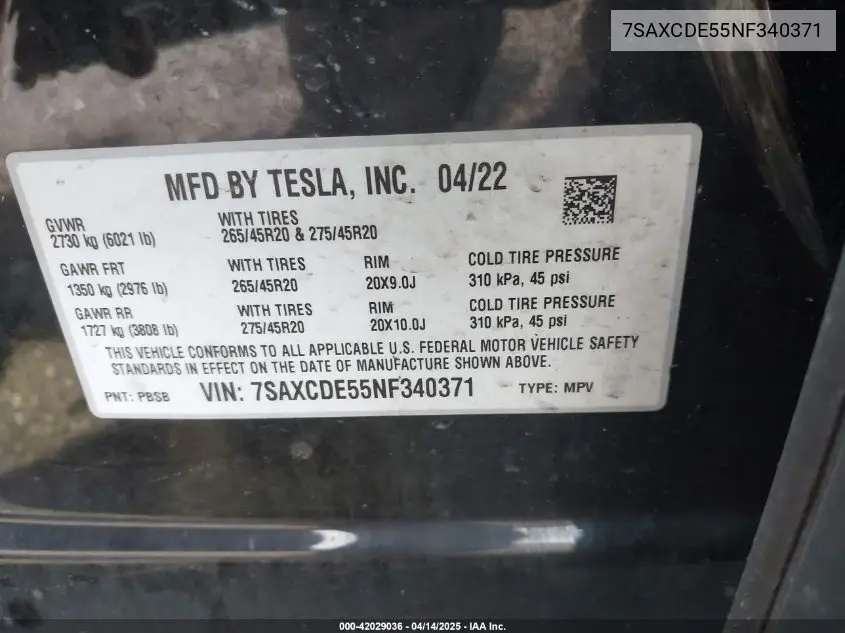 7SAXCDE55NF340371
MFD BY TESLA, INC. 04/22
GVWR
2730 kg (6021 lb)
WITH TIRES
265/45R20 & 275/45R20
GAWR FRT
1350 kg (2976 lb)
WITH TIRES
265/45R20
RIM
20X9.0J
COLD TIRE PRESSURE
310 kPa, 45 psi
GAWR RR
1727 kg (3808 lb)
WITH TIRES
275/45R20
RIM
20X10.0J
COLD TIRE PRESSURE
310 kPa, 45 psi
THIS VEHICLE CONFORMS TO ALL APPLICABLE U.S. FEDERAL MOTOR VEHICLE SAFETY
STANDARDS IN EFFECT ON THE DATE OF MANUFACTURE SHOWN ABOVE.
PNT: PBSB VIN: 7SAXCDE55NF340371 TYPE: MPV
000-42029036 - 04/14/2025 - IAA Inc.